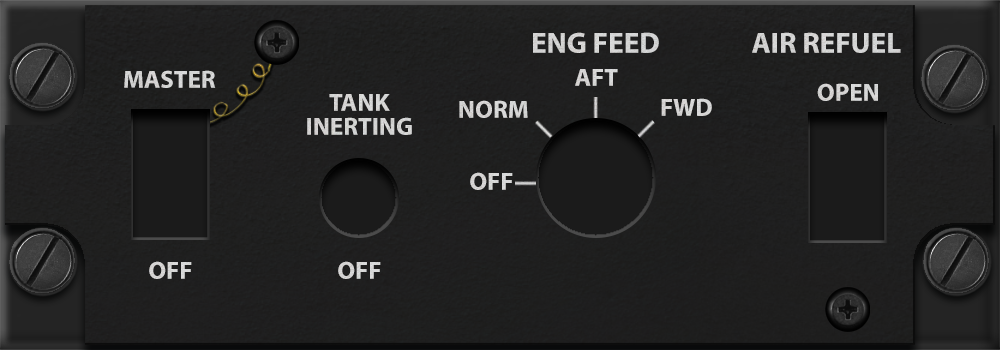 MASTER
OFF
TANK
INERTING
OFF
ENG FEED
AFT
NORM
FWD
OFF
AIR REFUEL
OPEN